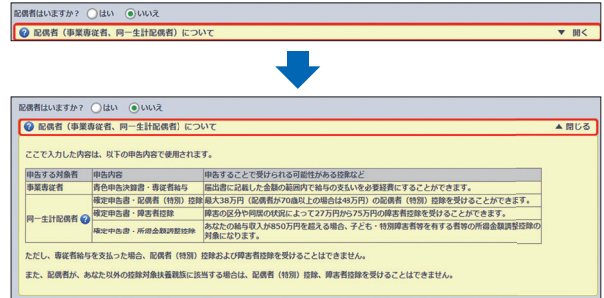 配偶者はいますか？ はい いいえ
配偶者（事業専従者、同一生計配偶者）について ▼ 開く
配偶者はいますか？ はい いいえ
配偶者（事業専従者、同一生計配偶者）について ▲ 閉じる
ここで入力した内容は、以下の申告内容で使用されます。
申告する対象者 申告内容 申告することで受けられる可能性がある控除など
事業専従者 青色申告決算書・専従者給与 届出書に記載した金額の範囲内で給与の支払いを必要経費にすることができます。
同一生計配偶者
確定申告書・配偶者（特別）控除 最大38万円（配偶者が70歳以上の場合は48万円）の配偶者（特別）控除を受けることができます。
確定申告書・障害者控除 障害の区分や同居の状況によって27万円から75万円の障害者控除を受けることができます。
確定申告書・所得金額調整控除 あなたの給与収入が850万円を超える場合、子ども・特別障害者等を有する者等の所得金額調整控除の
対象になります。
ただし、専従者給与を支払った場合、配偶者（特別）控除および障害者控除を受けることはできません。
また、配偶者が、あなた以外の控除対象扶養親族に該当する場合は、配偶者（特別）控除、障害者控除を受けることはできません。